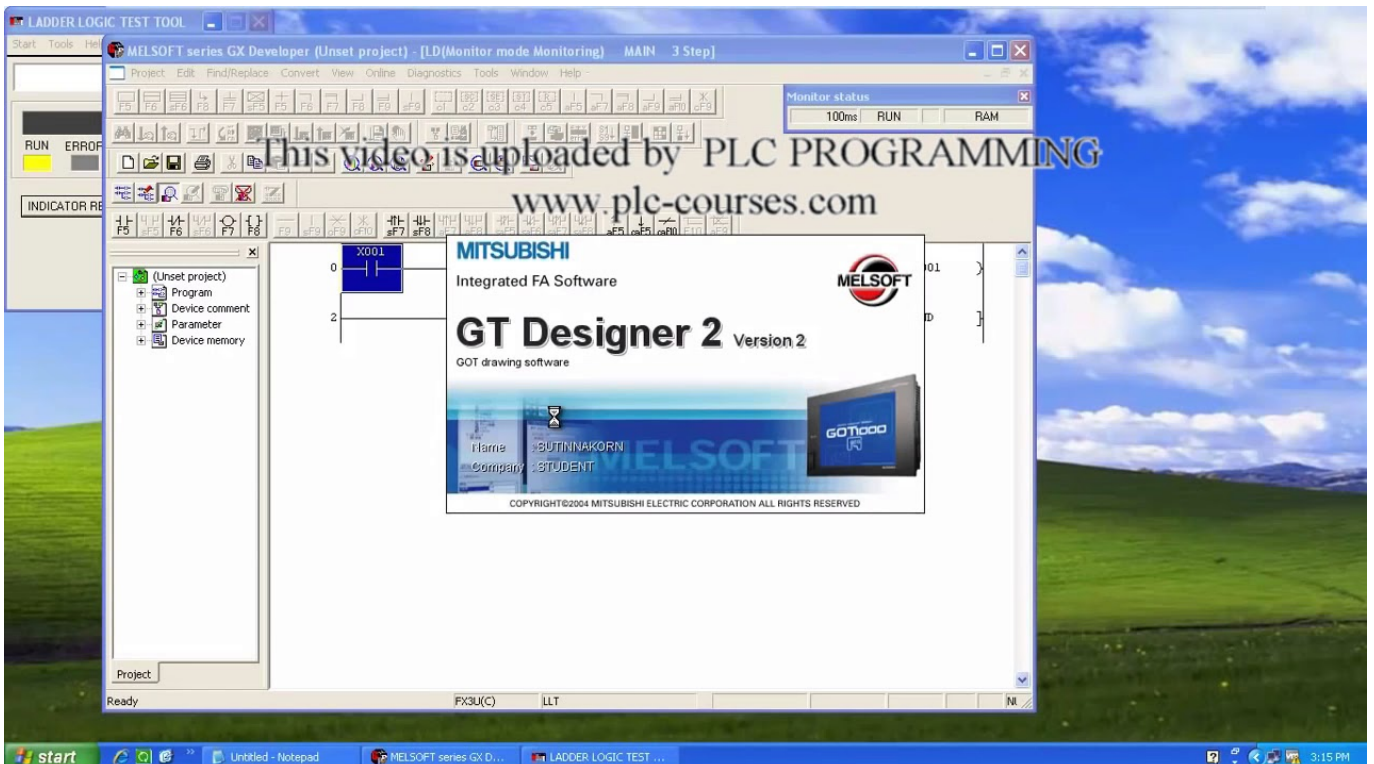 LADDER LOGIC TEST TOOL
Start Tools Hel
RUN ERROR
INDICATOR RE
MELSOFT series GX Developer (Unset project) - [LD(Monitor mode Monitoring) MAIN 3 Step]
Project Edit Find/Replace Convert View Online Diagnostics Tools Window Help
Monitor status
100ms RUN RAM
This video is uploaded by PLC PROGRAMMING
www.plc-courses.com
(Unset project)
Program
Device comment
Parameter
Device memory
Project
0 X001
2
MITSUBISHI
Integrated FA Software
MELSOFT
GT Designer 2 Version 2
GOT drawing software
GOT1000
MELSOFT
Name : SUTINNAKORN
Company : STUDENT
COPYRIGHT©2004 MITSUBISHI ELECTRIC CORPORATION ALL RIGHTS RESERVED
Ready FX3U(C) LLT
start Untitled - Notepad MELSOFT series GX D... LADDER LOGIC TEST ... 3:15 PM